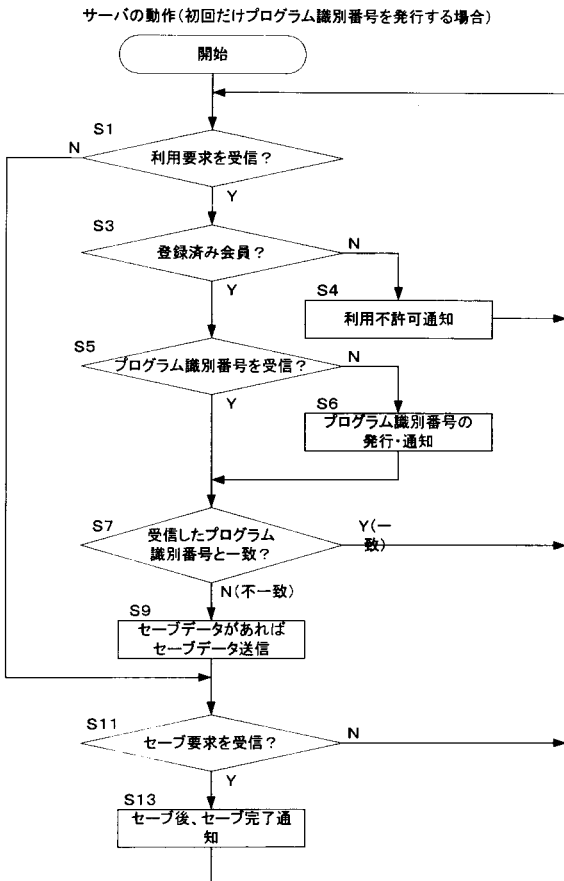 サーバの動作(初回だけプログラム識別番号を発行する場合)
開始
S1
N
利用要求を受信?
Y
S3
登録済み会員?
N
Y
S4
利用不許可通知
S5
プログラム識別番号を受信?
N
Y
S6
プログラム識別番号の
発行・通知
S7
受信したプログラム
識別番号と一致?
Y(一
致)
N(不一致)
S9
セーブデータがあれば
セーブデータ送信
S11
セーブ要求を受信?
N
Y
S13
セーブ後、セーブ完了通
知